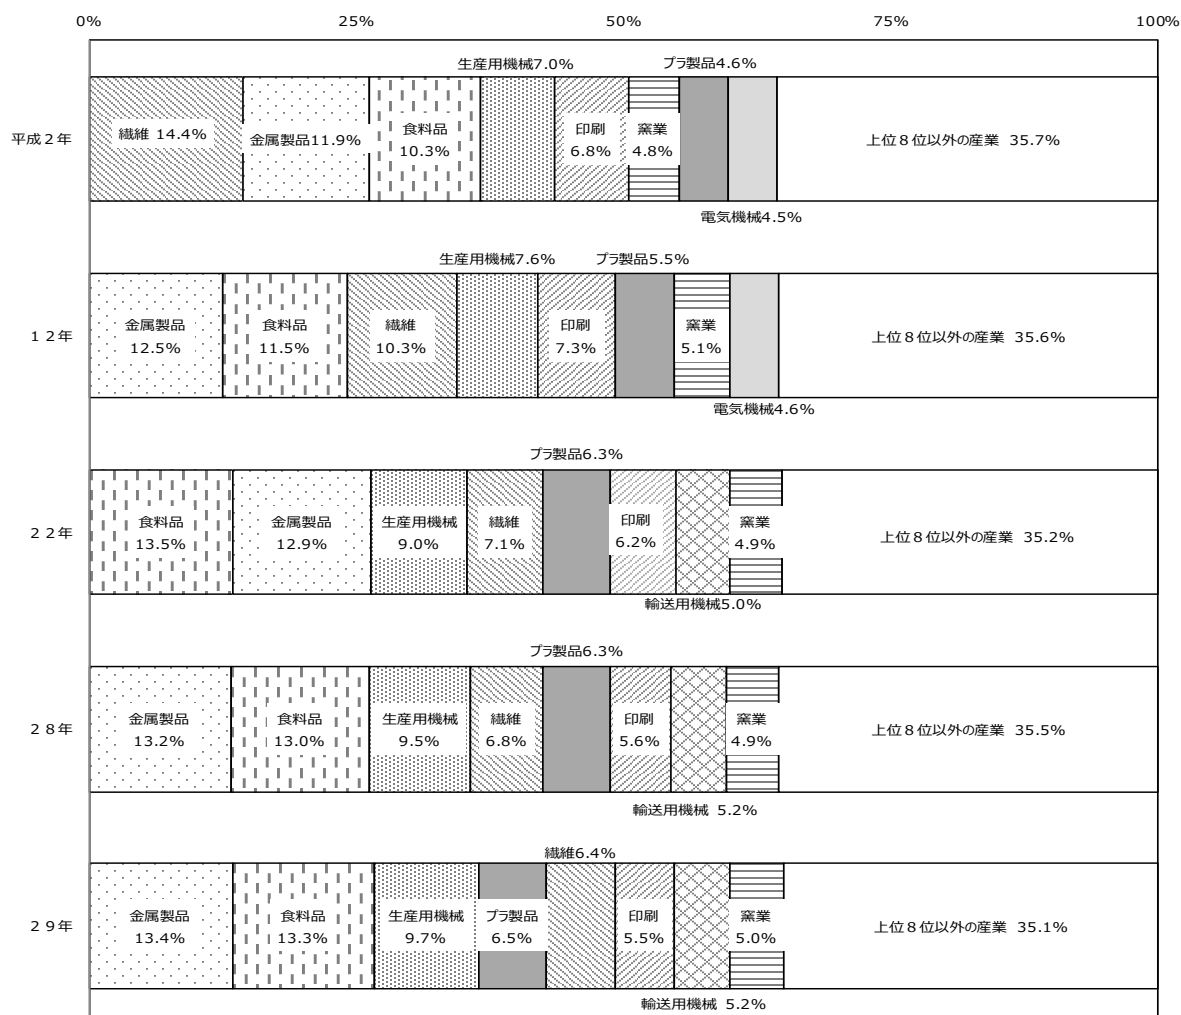 0%
25%
50%
75%
100%
生産用機械7.0%
プラ製品4.6%
平成２年
繊維 14.4%
金属製品11.9%
食料品
10.3%
印刷
6.8%
窯業
4.8%
上位８位以外の産業 35.7%
電気機械4.5%
生産用機械7.6%
プラ製品5.5%
１２年
金属製品
12.5%
食料品
11.5%
繊維
10.3%
印刷
7.3%
窯業
5.1%
上位８位以外の産業 35.6%
電気機械4.6%
プラ製品6.3%
２２年
食料品
13.5%
金属製品
12.9%
生産用機械
9.0%
繊維
7.1%
印刷
6.2%
窯業
4.9%
上位８位以外の産業 35.2%
輸送用機械5.0%
プラ製品6.3%
２８年
金属製品
13.2%
食料品
13.0%
生産用機械
9.5%
繊維
6.8%
印刷
5.6%
窯業
4.9%
上位８位以外の産業 35.5%
輸送用機械 5.2%
繊維6.4%
２９年
金属製品
13.4%
食料品
13.3%
生産用機械
9.7%
プラ製品
6.5%
印刷
5.5%
窯業
5.0%
上位８位以外の産業 35.1%
輸送用機械 5.2%